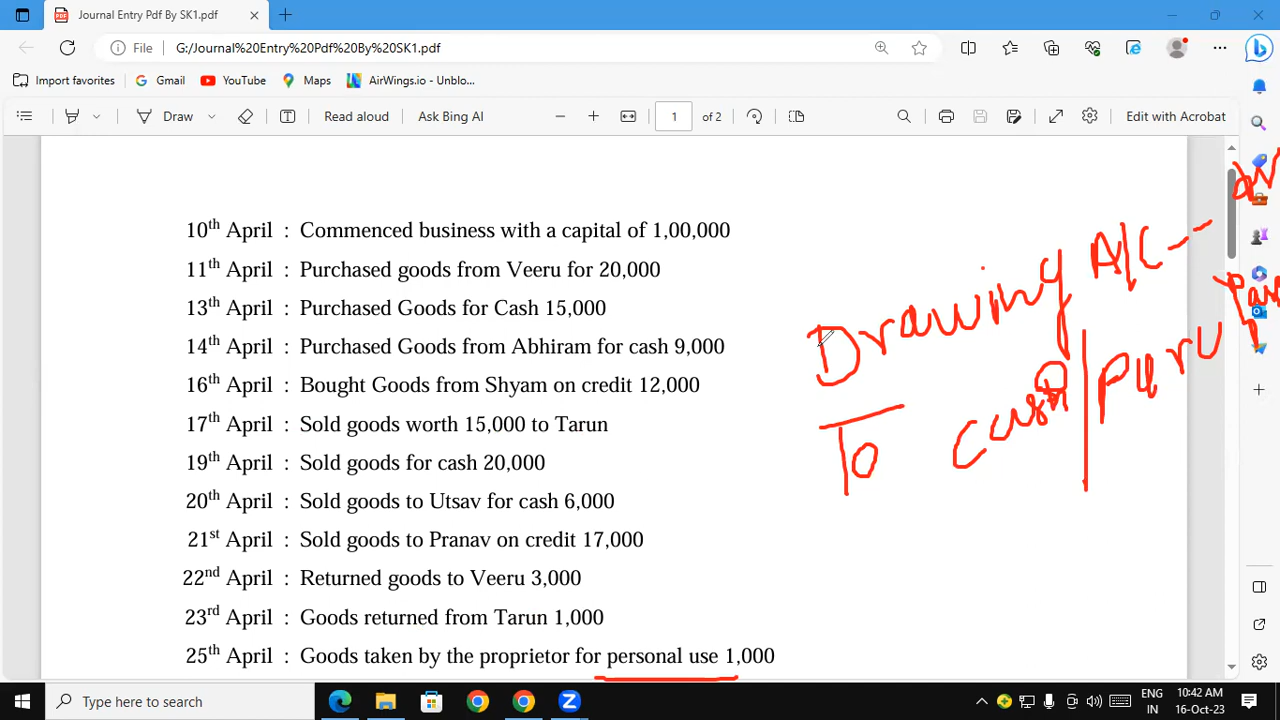 Journal Entry Pdf By SK1.pdf
File G:/Journal%20Entry%20Pdf%20By%20SK1.pdf
Import favorites Gmail YouTube Maps AirWings.io - Unblo...
Draw Read aloud Ask Bing AI 1 of 2 Edit with Acrobat
10th April : Commenced business with a capital of 1,00,000
11th April : Purchased goods from Veeru for 20,000
13th April : Purchased Goods for Cash 15,000
14th April : Purchased Goods from Abhiram for cash 9,000
16th April : Bought Goods from Shyam on credit 12,000
17th April : Sold goods worth 15,000 to Tarun
19th April : Sold goods for cash 20,000
20th April : Sold goods to Utsav for cash 6,000
21st April : Sold goods to Pranav on credit 17,000
22nd April : Returned goods to Veeru 3,000
23rd April : Goods returned from Tarun 1,000
25th April : Goods taken by the proprietor for personal use 1,000
Drawing A/C --
To cash
Type here to search
ENG
IN
10:42 AM
16-Oct-23